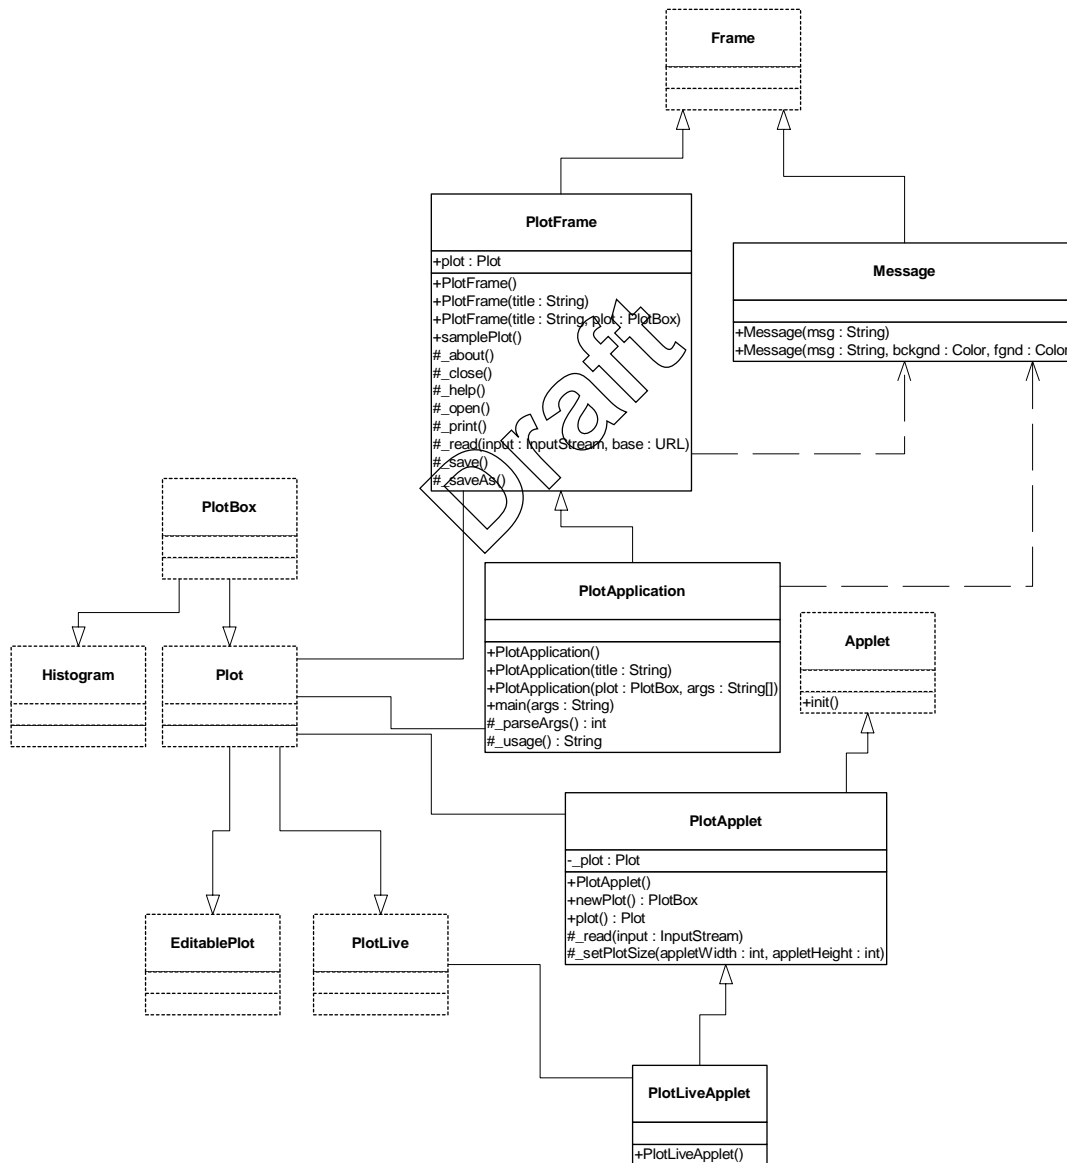 Frame
PlotFrame
+plot : Plot
+PlotFrame()
+PlotFrame(title : String)
+PlotFrame(title : String, plot : PlotBox)
+samplePlot()
#_about()
#_close()
#_help()
#_open()
#_print()
#_read(input : InputStream, base : URL)
#_save()
#_saveAs()
Message
+Message(msg : String)
+Message(msg : String, bckgnd : Color, fgnd : Color
Draft
PlotBox
PlotApplication
+PlotApplication()
+PlotApplication(title : String)
+PlotApplication(plot : PlotBox, args : String[])
+main(args : String)
#_parseArgs() : int
#_usage() : String
Applet
+init()
Histogram
Plot
PlotApplet
-_plot : Plot
+PlotApplet()
+newPlot() : PlotBox
+plot() : Plot
#_read(input : InputStream)
#_setPlotSize(appletWidth : int, appletHeight : int)
EditablePlot
PlotLive
PlotLiveApplet
+PlotLiveApplet()